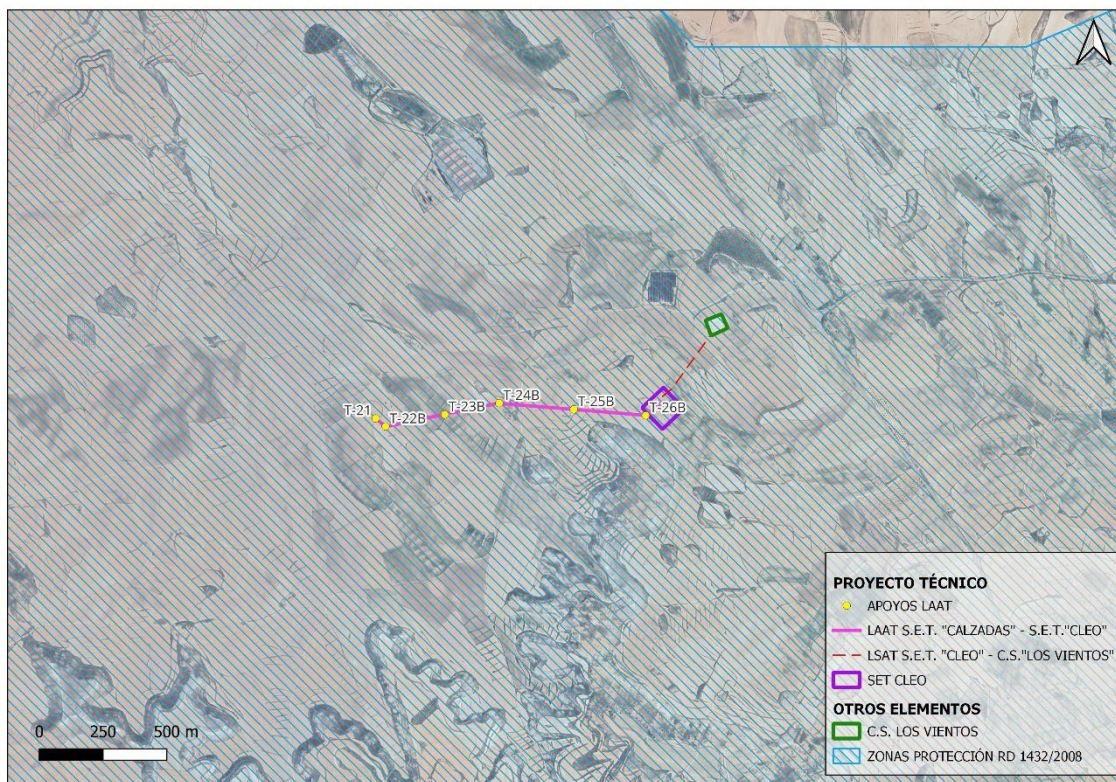 T-21
T-22B
T-23B
T-24B
T-25B
T-26B
PROYECTO TÉCNICO
APOYOS LAAT
LAAT S.E.T. "CALZADAS" - S.E.T."CLEO"
LSAT S.E.T. "CLEO" - C.S."LOS VIENTOS"
SET CLEO
OTROS ELEMENTOS
C.S. LOS VIENTOS
ZONAS PROTECCIÓN RD 1432/2008
0 250 500 m